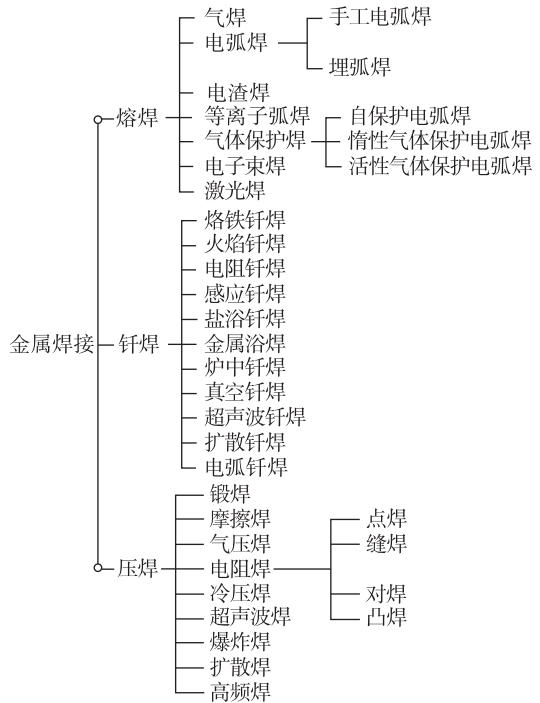 气焊
手工电弧焊
电弧焊
埋弧焊
电渣焊
熔焊
等离子弧焊
自保护电弧焊
气体保护焊
惰性气体保护电弧焊
电子束焊
活性气体保护电弧焊
激光焊
烙铁钎焊
火焰钎焊
电阻钎焊
感应钎焊
盐浴钎焊
金属焊接
钎焊
金属浴焊
炉中钎焊
真空钎焊
超声波钎焊
扩散钎焊
电弧钎焊
锻焊
摩擦焊
点焊
气压焊
缝焊
压焊
电阻焊
冷压焊
对焊
超声波焊
凸焊
爆炸焊
扩散焊
高频焊